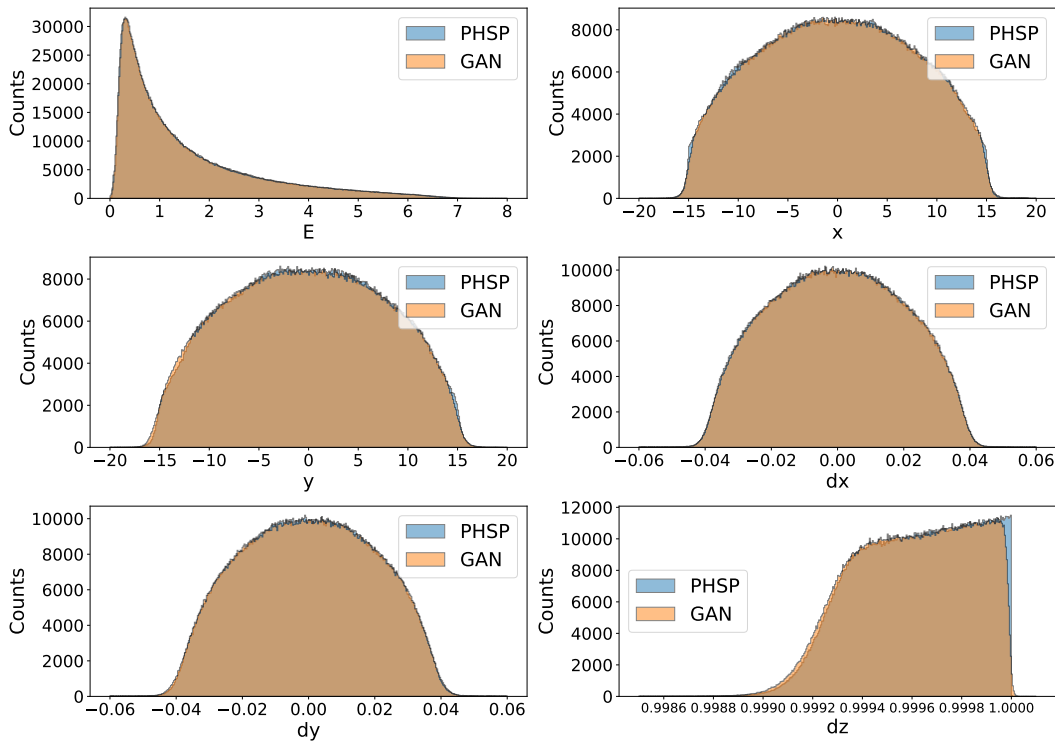 30000
25000
20000
15000
10000
5000
0
Counts
PHSP
GAN
0 1 2 3 4 5 6 7 8
E
8000
6000
4000
2000
0
Counts
PHSP
GAN
−20 −15 −10 −5 0 5 10 15 20
x
8000
6000
4000
2000
0
Counts
PHSP
GAN
−20 −15 −10 −5 0 5 10 15 20
y
10000
8000
6000
4000
2000
0
Counts
PHSP
GAN
−0.06 −0.04 −0.02 0.00 0.02 0.04 0.06
dx
10000
8000
6000
4000
2000
0
Counts
PHSP
GAN
−0.06 −0.04 −0.02 0.00 0.02 0.04 0.06
dy
12000
10000
8000
6000
4000
2000
0
Counts
PHSP
GAN
0.9986 0.9988 0.9990 0.9992 0.9994 0.9996 0.9998 1.0000
dz